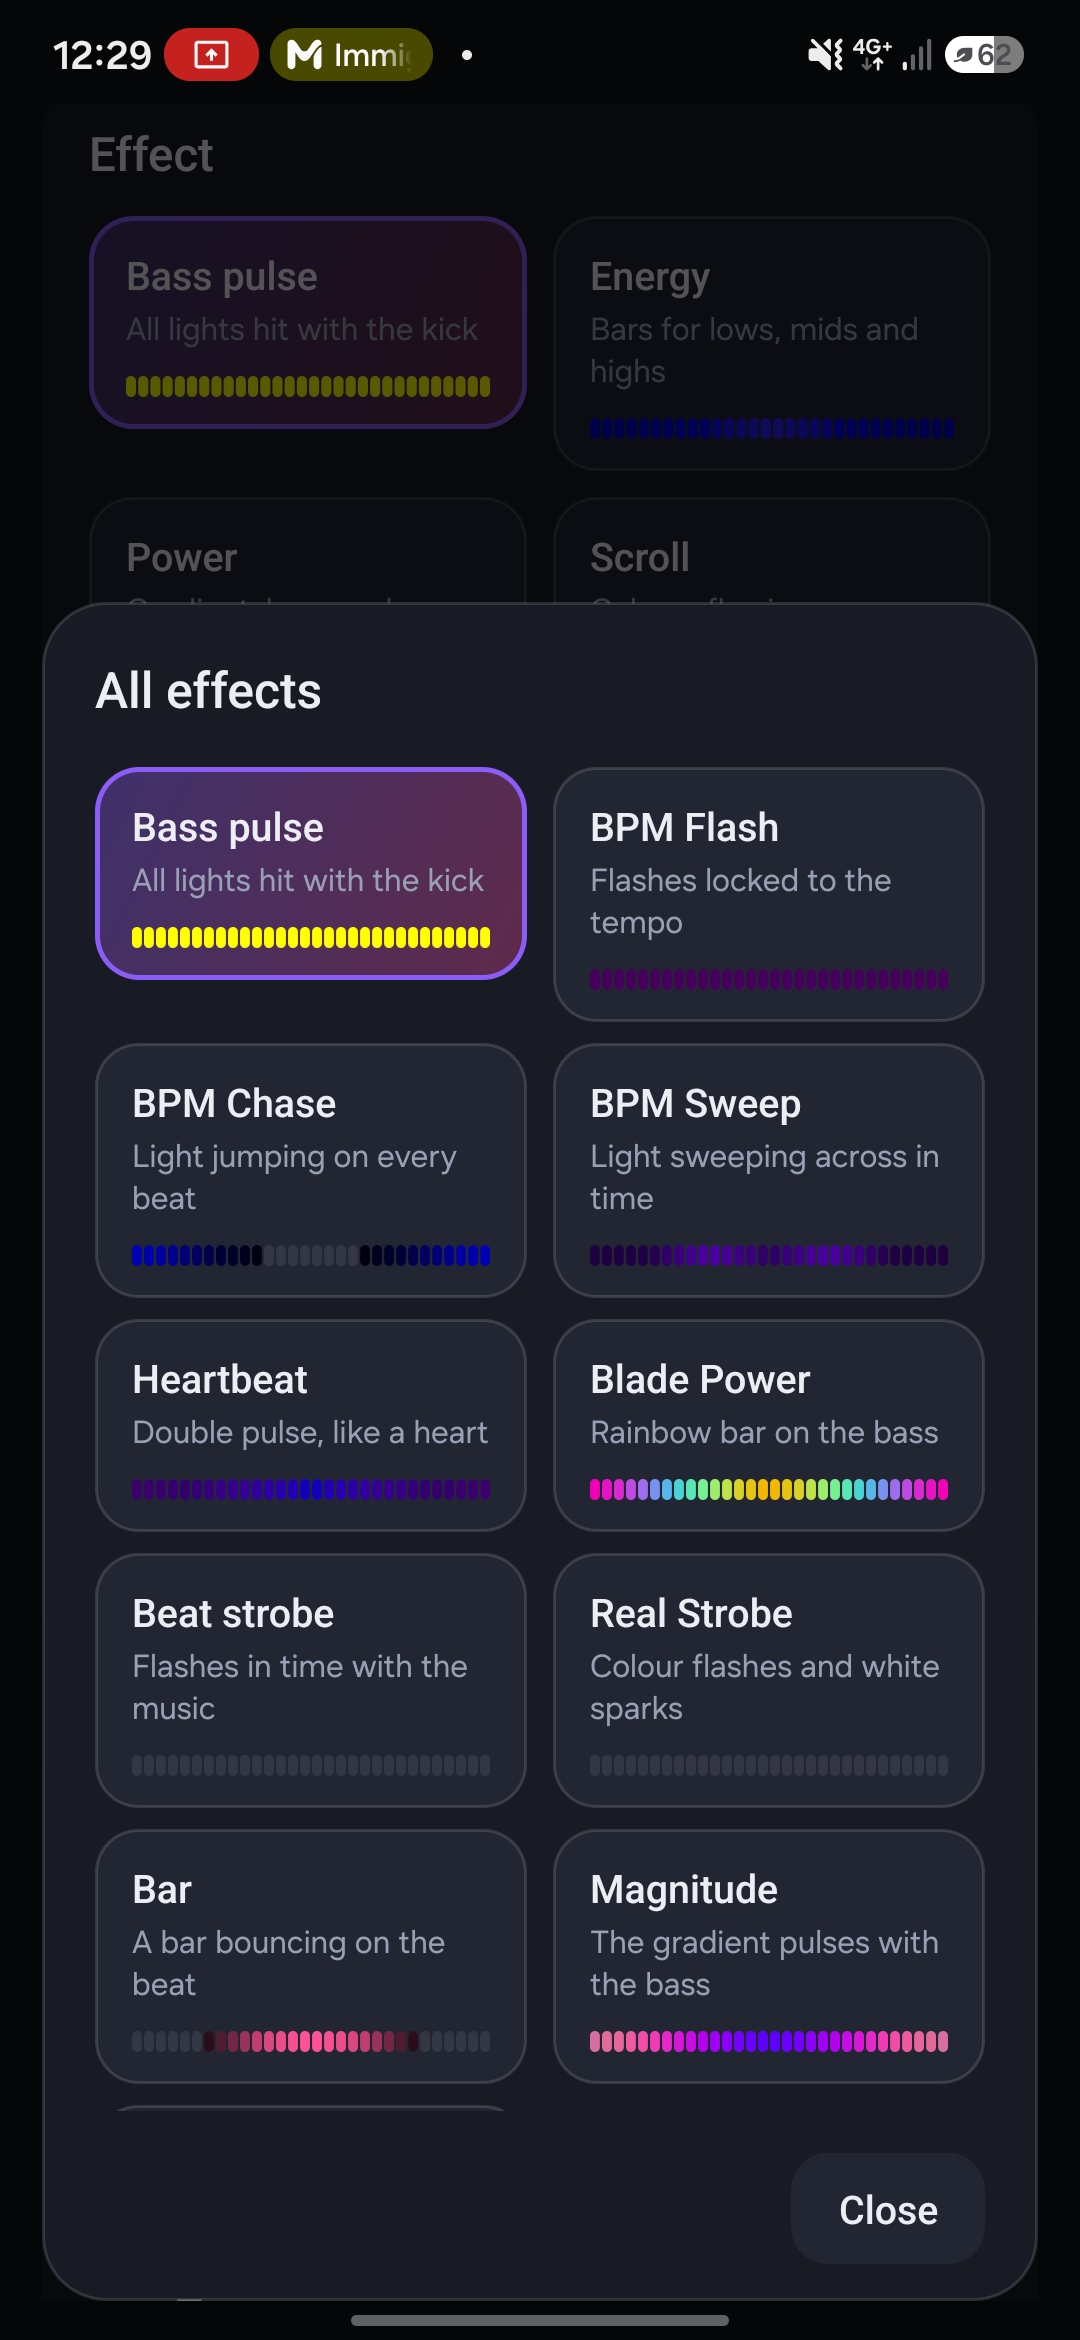 12:29
Immi
4G+
62
Effect
Bass pulse
All lights hit with the kick
Energy
Bars for lows, mids and
highs
Power
Scroll
All effects
Bass pulse
All lights hit with the kick
BPM Flash
Flashes locked to the
tempo
BPM Chase
Light jumping on every
beat
BPM Sweep
Light sweeping across in
time
Heartbeat
Double pulse, like a heart
Blade Power
Rainbow bar on the bass
Beat strobe
Flashes in time with the
music
Real Strobe
Colour flashes and white
sparks
Bar
A bar bouncing on the
beat
Magnitude
The gradient pulses with
the bass
Close